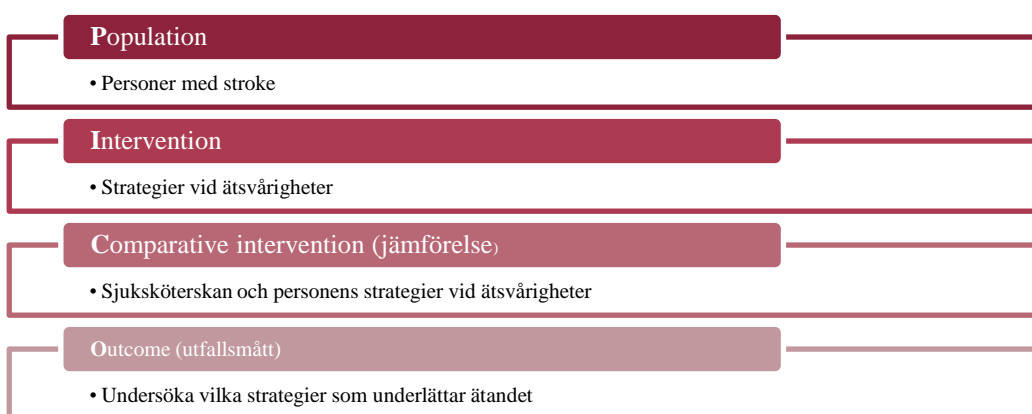 Population
• Personer med stroke
Intervention
• Strategier vid ätsvårigheter
Comparative intervention (jämförelse)
• Sjuksköterskan och personens strategier vid ätsvårigheter
Outcome (utfallsmått)
• Undersöka vilka strategier som underlättar ätandet